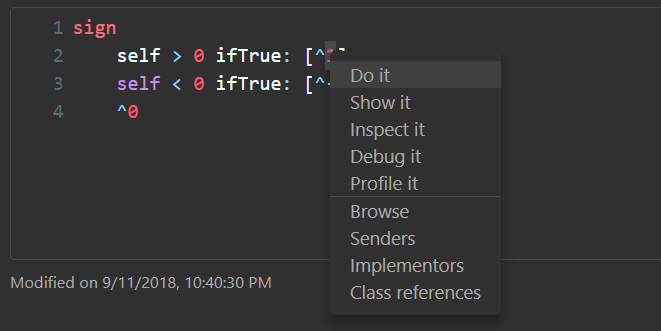 1 sign
2 self > 0 ifTrue: [^1]
3 self < 0 ifTrue: [^-
4 ^0
Do it
Show it
Inspect it
Debug it
Profile it
Browse
Senders
Implementors
Class references
Modified on 9/11/2018, 10:40:30 PM